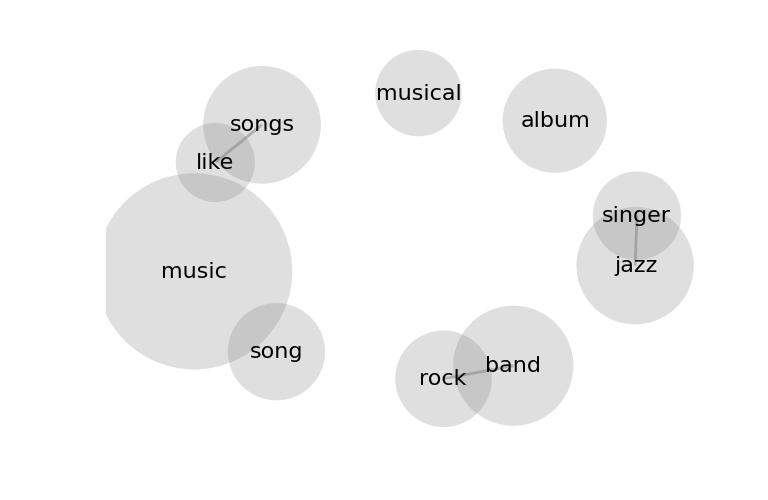 musical
album
songs
like
singer
jazz
music
song
band
rock